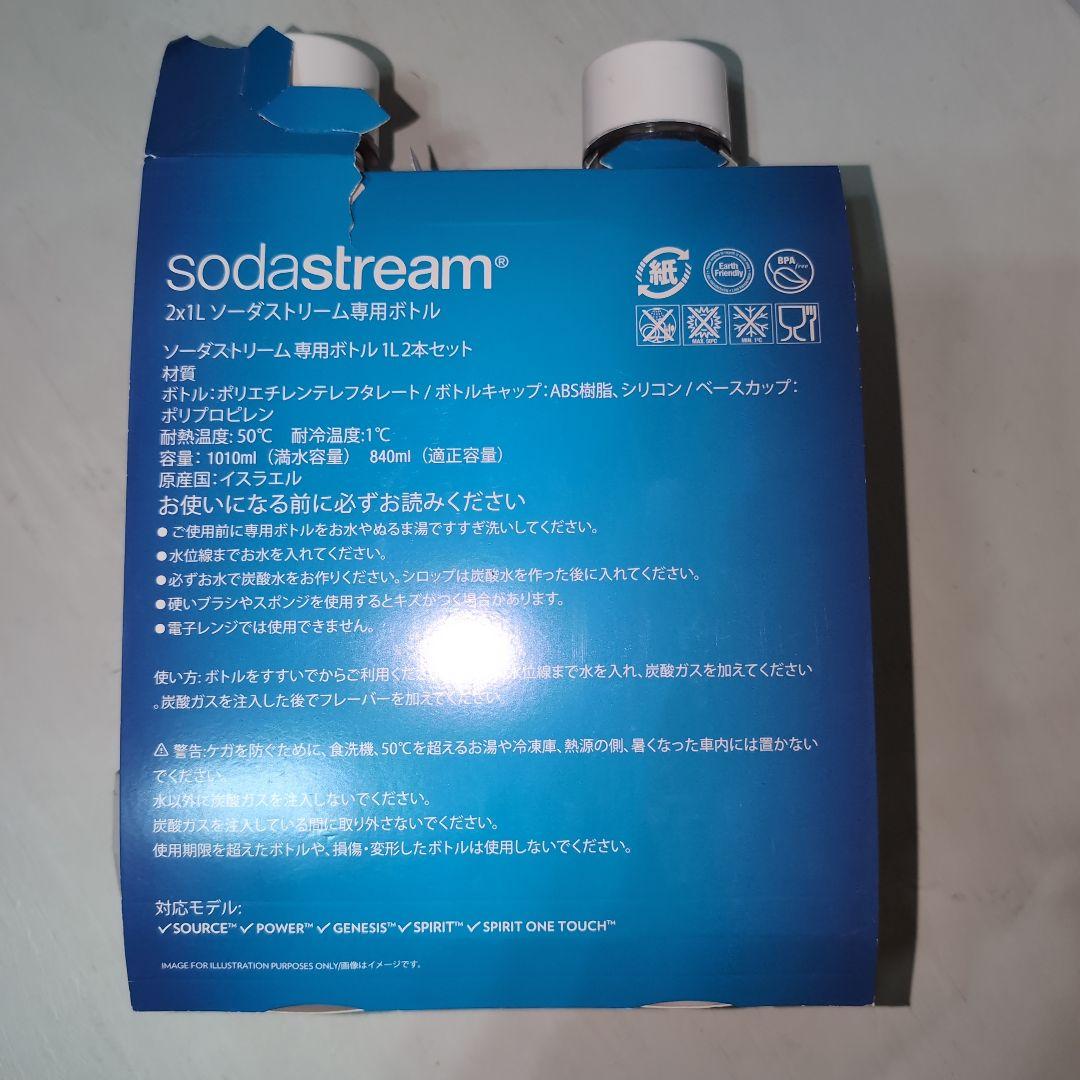 sodastream®
2x1L ソーダストリーム専用ボトル
紙
Earth Friendly
BPA free
MAX. 50°C
MIN. 1°C
ソーダストリーム 専用ボトル 1L 2本セット
材質
ボトル：ポリエチレンテレフタレート / ボトルキャップ：ABS樹脂、シリコン / ベースカップ：
ポリプロピレン
耐熱温度: 50℃ 耐冷温度:1℃
容量： 1010ml（満水容量） 840ml（適正容量）
原産国：イスラエル
お使いになる前に必ずお読みください
●ご使用前に専用ボトルをお水やぬるま湯ですすぎ洗いしてください。
●水位線までお水を入れてください。
●必ずお水で炭酸水をお作りください。シロップは炭酸水を作った後に入れてください。
●硬いブラシやスポンジを使用するとキズがつく場合があります。
●電子レンジでは使用できません。
使い方: ボトルをすすいでからご利用くだ 水位線まで水を入れ、炭酸ガスを加えてください
。炭酸ガスを注入した後でフレーバーを加えてください。
⚠ 警告:ケガを防ぐために、食洗機、50℃を超えるお湯や冷凍庫、熱源の側、暑くなった車内には置かない
でください。
水以外に炭酸ガスを注入しないでください。
炭酸ガスを注入している間に取り外さないでください。
使用期限を超えたボトルや、損傷・変形したボトルは使用しないでください。
対応モデル:
✓SOURCE™ ✓ POWER™ ✓ GENESIS™ ✓ SPIRIT™ ✓ SPIRIT ONE TOUCH™
IMAGE FOR ILLUSTRATION PURPOSES ONLY/画像はイメージです。